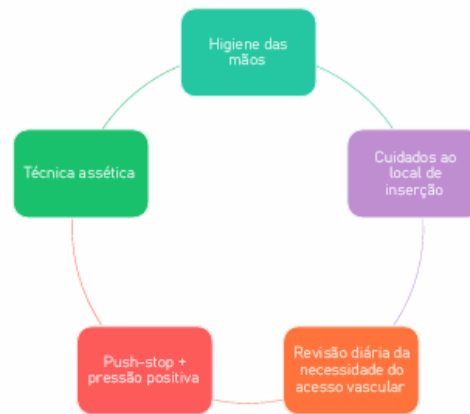 Higiene das
mãos
Cuidados ao
local de
inserção
Revisão diária da
necessidade do
acesso vascular
Push-stop +
pressão positiva
Técnica assética